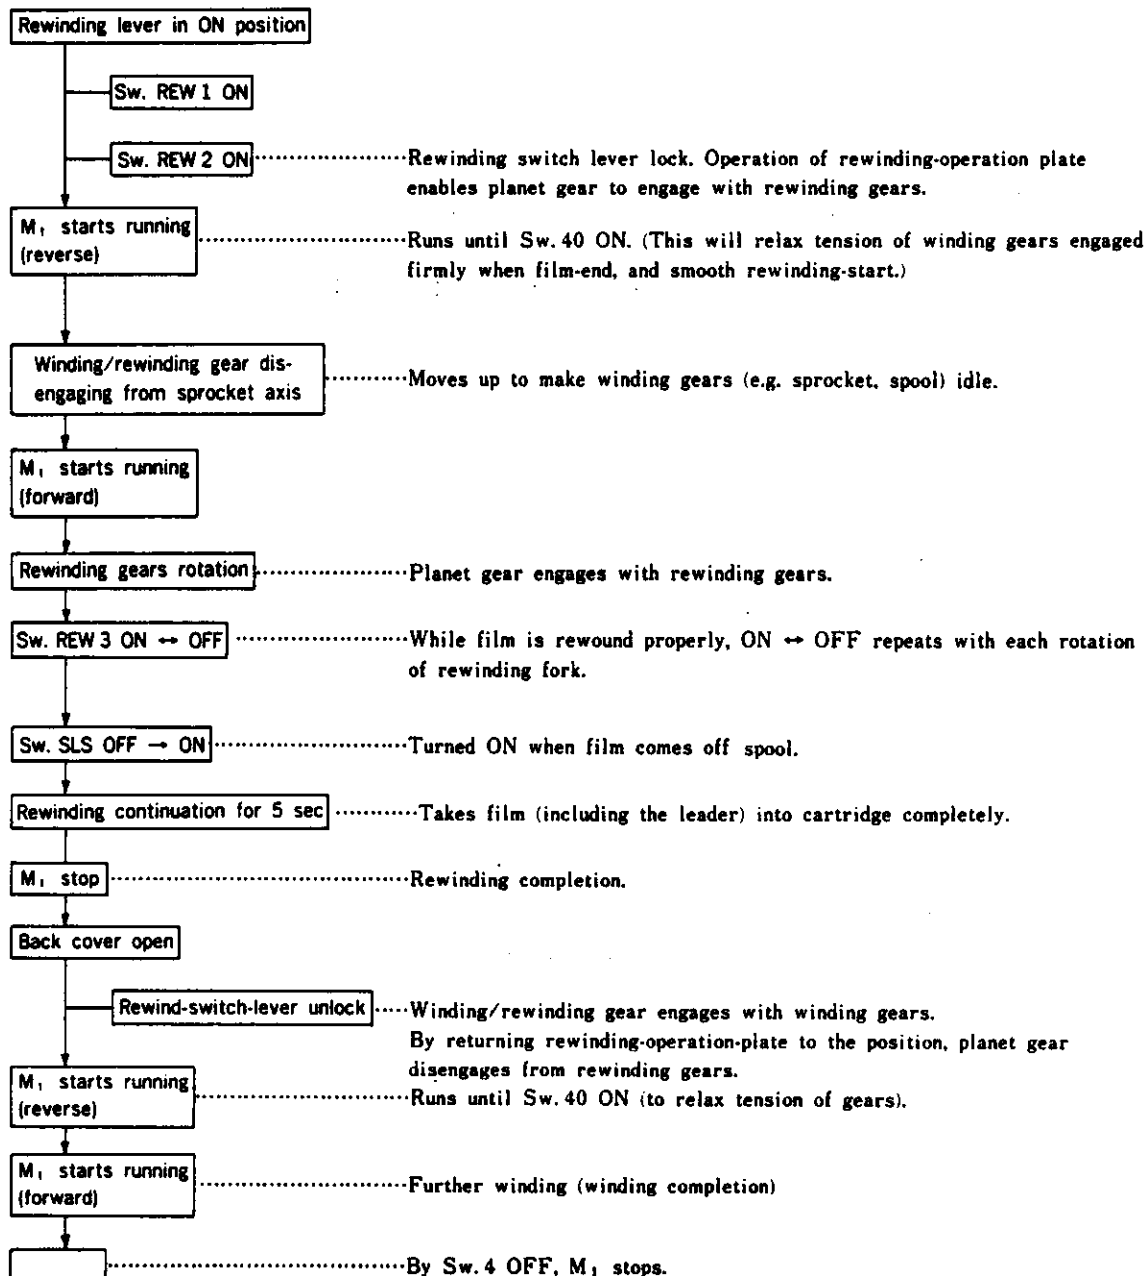 Rewinding lever in ON position
Sw. REW 1 ON
Sw. REW 2 ON
Rewinding switch lever lock. Operation of rewinding-operation plate
enables planet gear to engage with rewinding gears.
M₁ starts running
(reverse)
Runs until Sw. 40 ON. (This will relax tension of winding gears engaged
firmly when film-end, and smooth rewinding-start.)
Winding/rewinding gear dis-
engaging from sprocket axis
Moves up to make winding gears (e.g. sprocket, spool) idle.
M₁ starts running
(forward)
Rewinding gears rotation
Planet gear engages with rewinding gears.
Sw. REW 3 ON ↔ OFF
While film is rewound properly, ON ↔ OFF repeats with each rotation
of rewinding fork.
Sw. SLS OFF → ON
Turned ON when film comes off spool.
Rewinding continuation for 5 sec
Takes film (including the leader) into cartridge completely.
M₁ stop
Rewinding completion.
Back cover open
Rewind-switch-lever unlock
Winding/rewinding gear engages with winding gears.
By returning rewinding-operation-plate to the position, planet gear
disengages from rewinding gears.
M₁ starts running
(reverse)
Runs until Sw. 40 ON (to relax tension of gears).
M₁ starts running
(forward)
Further winding (winding completion)
By Sw. 4 OFF, M₁ stops.